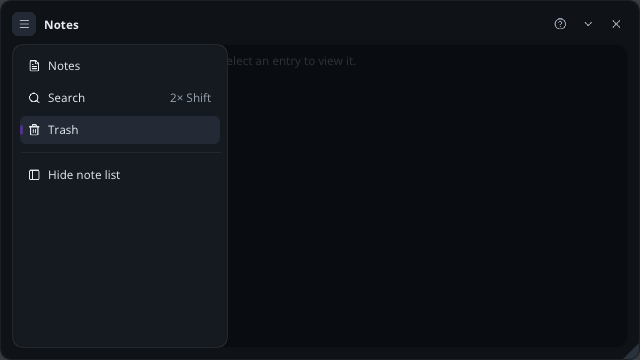 Notes
elect an entry to view it.
Notes
Search 2× Shift
Trash
Hide note list